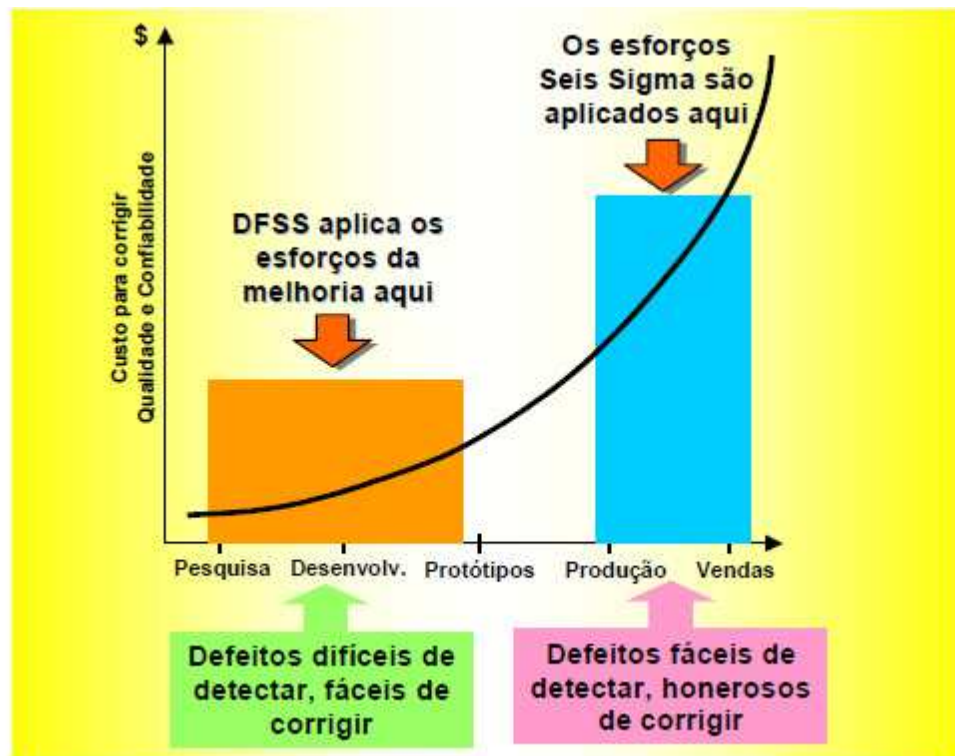 $
Os esforços
Seis Sigma são
aplicados aqui
Custo para corrigir
Qualidade e Confiabilidade
DFSS aplica os
esforços da
melhoria aqui
Pesquisa Desenvolv. Protótipos Produção Vendas
Defeitos difíceis de
detectar, fáceis de
corrigir
Defeitos fáceis de
detectar, honerosos
de corrigir